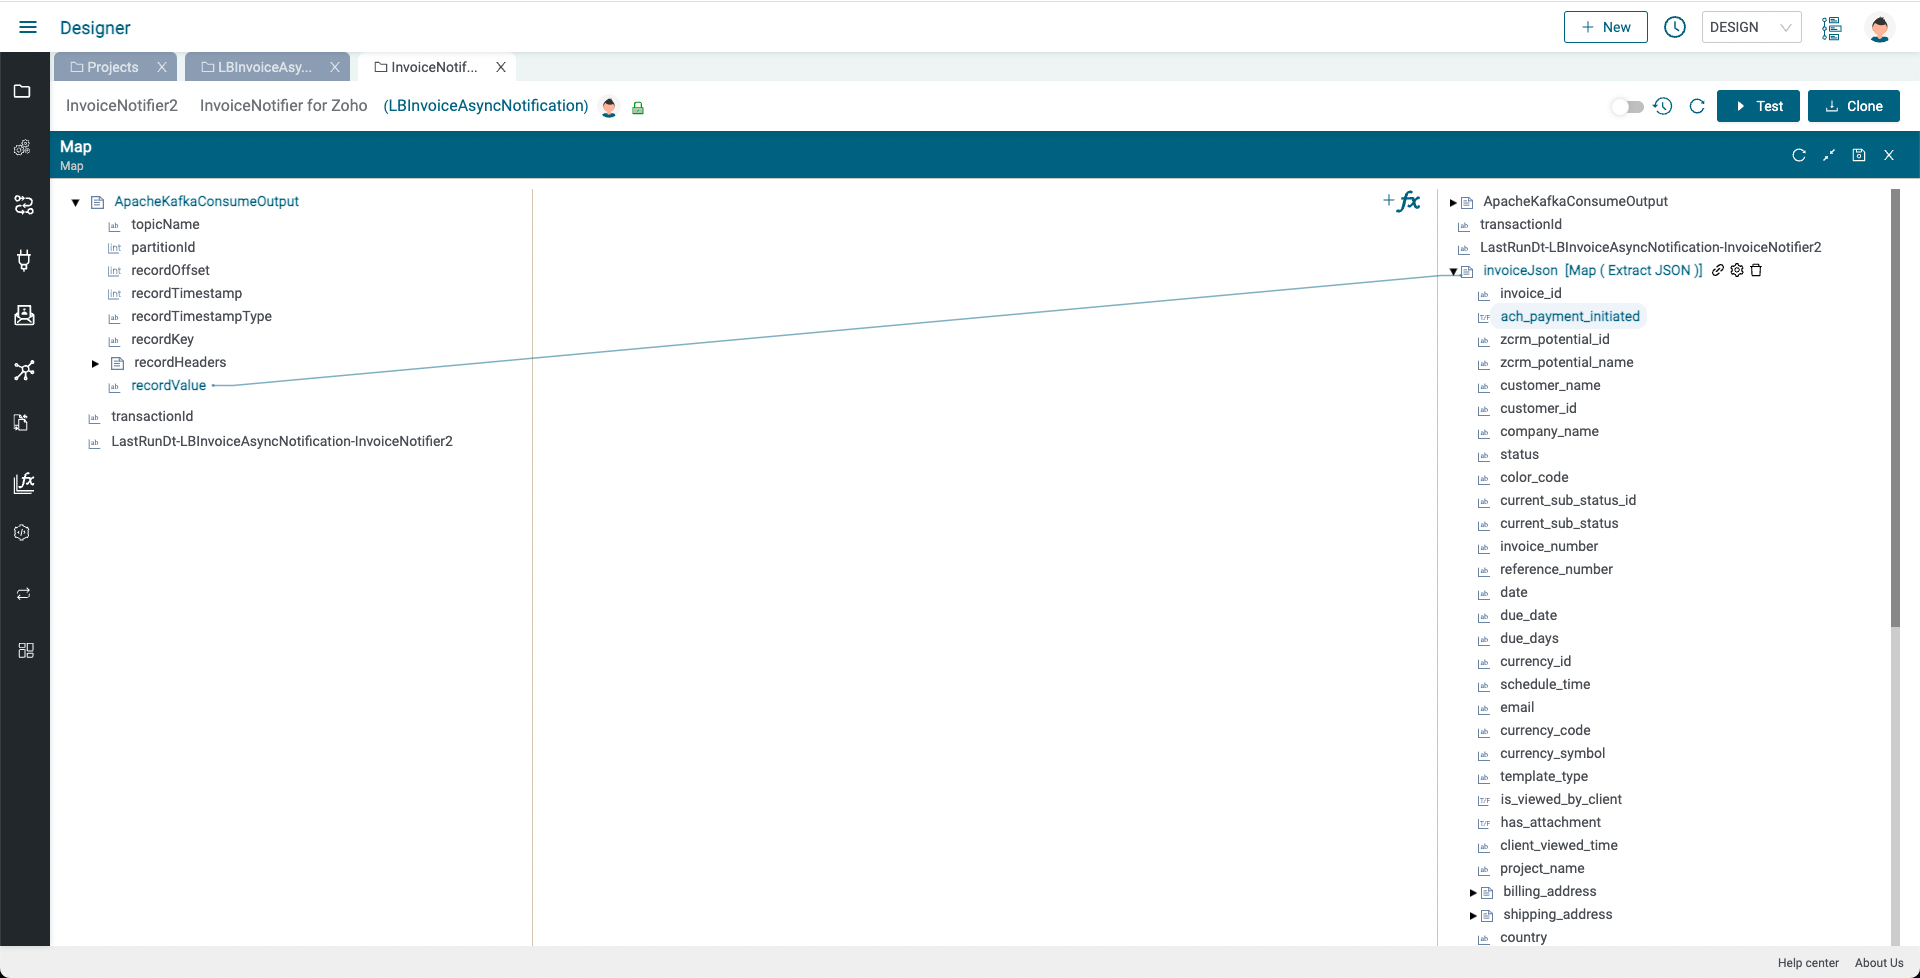 Designer
New
DESIGN
Projects
LBInvoiceAsy...
InvoiceNotif...
InvoiceNotifier2 InvoiceNotifier for Zoho (LBInvoiceAsyncNotification)
Test
Clone
Map
Map
ApacheKafkaConsumeOutput
topicName
partitionId
recordOffset
recordTimestamp
recordTimestampType
recordKey
recordHeaders
recordValue
transactionId
LastRunDt-LBInvoiceAsyncNotification-InvoiceNotifier2
+ fx
ApacheKafkaConsumeOutput
transactionId
LastRunDt-LBInvoiceAsyncNotification-InvoiceNotifier2
invoiceJson [Map ( Extract JSON )]
invoice_id
ach_payment_initiated
zcrm_potential_id
zcrm_potential_name
customer_name
customer_id
company_name
status
color_code
current_sub_status_id
current_sub_status
invoice_number
reference_number
date
due_date
due_days
currency_id
schedule_time
email
currency_code
currency_symbol
template_type
is_viewed_by_client
has_attachment
client_viewed_time
project_name
billing_address
shipping_address
country
Help center
About Us